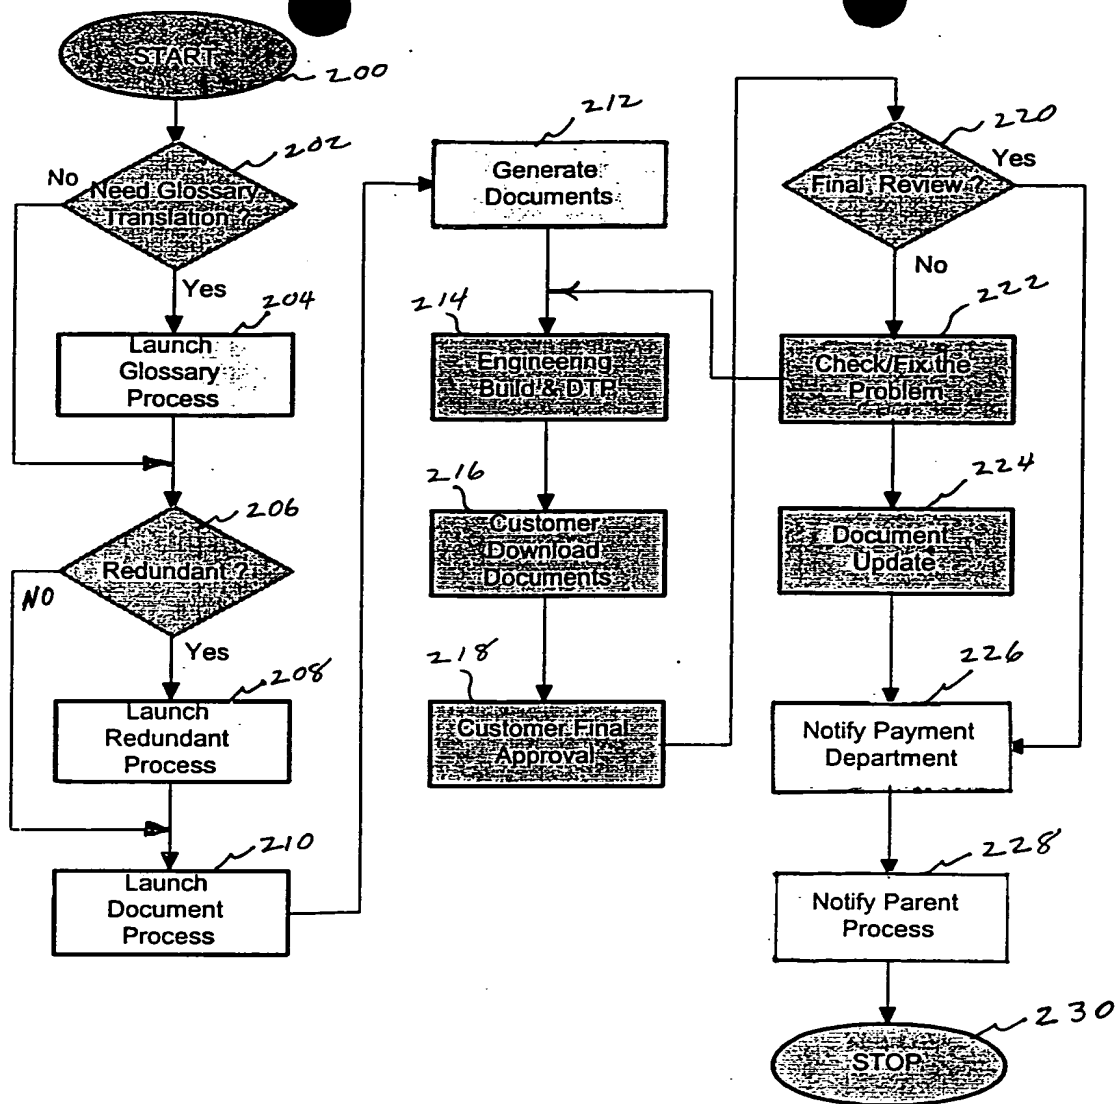 START
200
202
No
Need Glossary
Translation ?
Yes
204
Launch
Glossary
Process
206
Redundant ?
NO
Yes
208
Launch
Redundant
Process
210
Launch
Document
Process
212
Generate
Documents
214
Engineering
Build & DTP
216
Customer
Download
Documents
218
Customer Final
Approval
220
Yes
Final Review ?
No
222
Check/Fix the
Problem
224
Document
Update
226
Notify Payment
Department
228
Notify Parent
Process
230
STOP